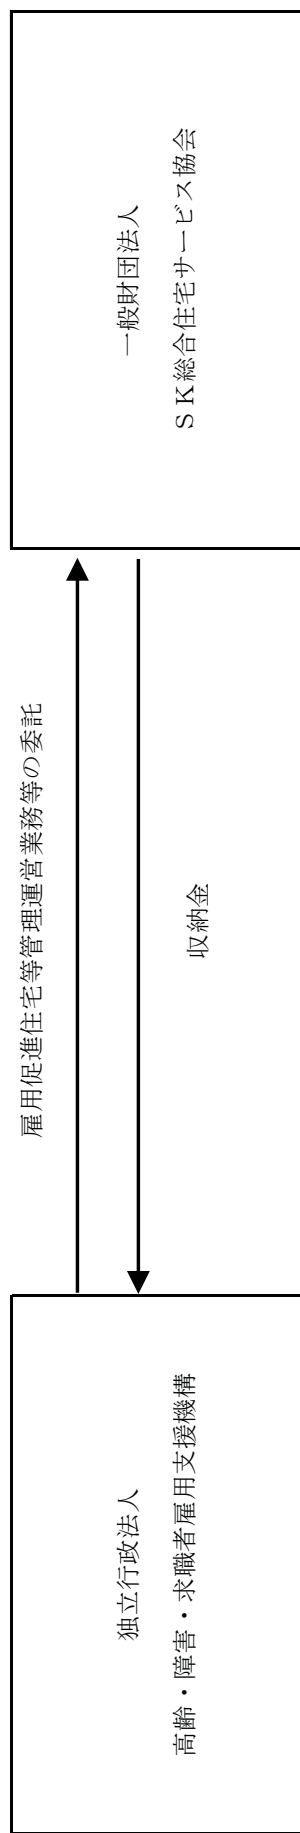 独立行政法人
高齢・障害・求職者雇用支援機構
雇用促進住宅等管理運営業務等の委託
収納金
一般財団法人
ＳＫ総合住宅サービス協会